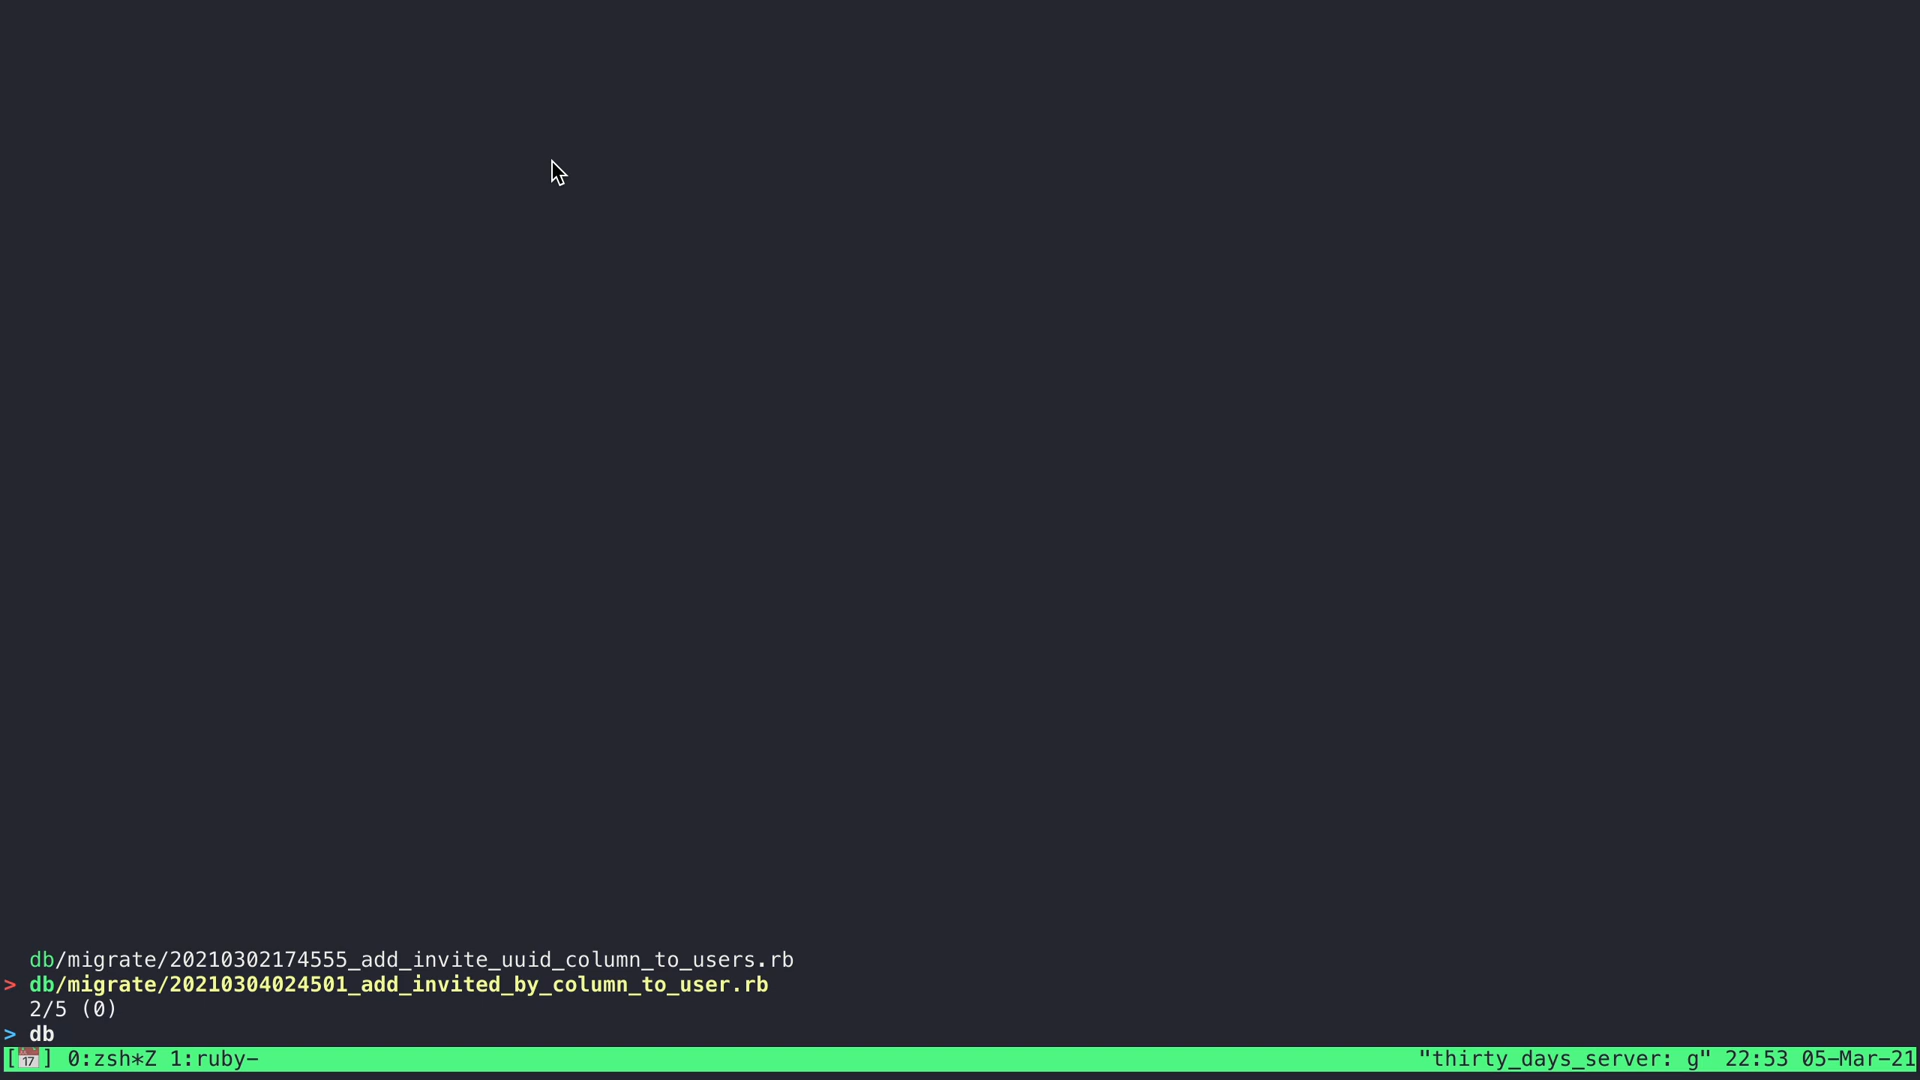 db/migrate/20210302174555_add_invite_uuid_column_to_users.rb
> db/migrate/20210304024501_add_invited_by_column_to_user.rb
2/5 (0)
> db
[📅] 0:zsh*Z 1:ruby- "thirty_days_server: g" 22:53 05-Mar-21